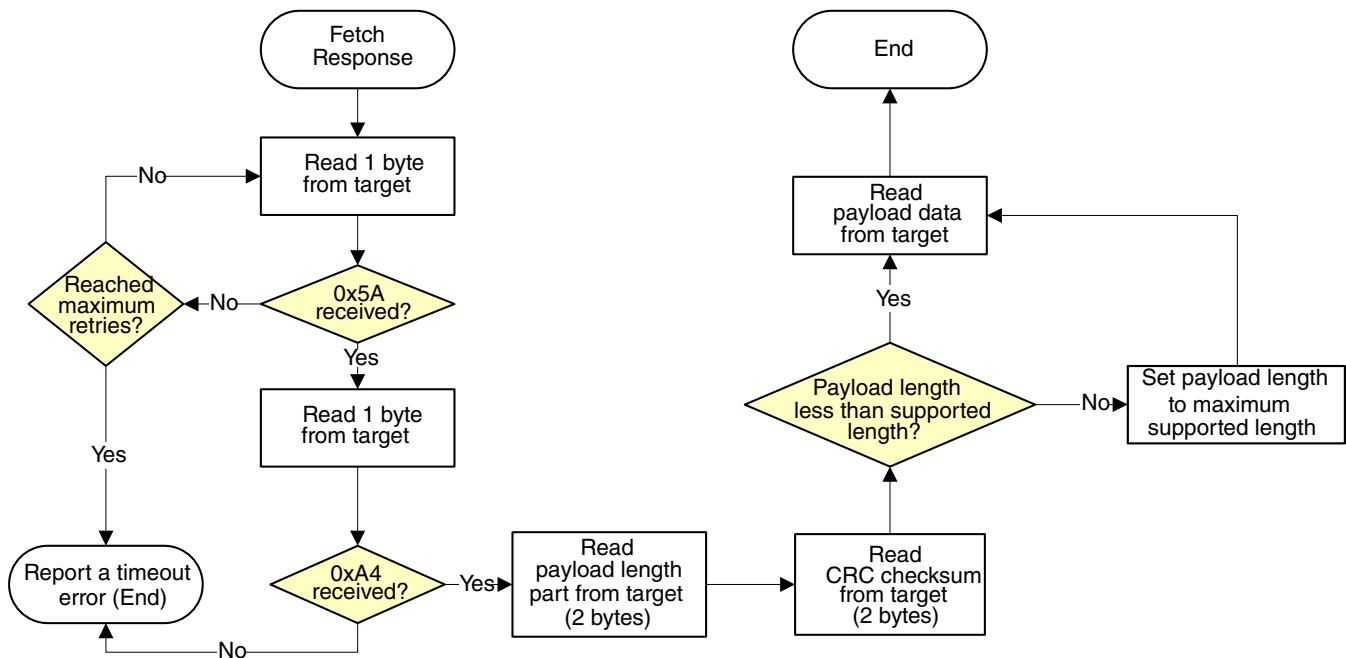 Fetch
Response
End
Read 1 byte
from target
No
Read
payload data
from target
Reached
maximum
retries?
No
0x5A
received?
Yes
Yes
Payload length
less than supported
length?
No
Set payload length
to maximum
supported length
Read 1 byte
from target
Yes
Report a timeout
error (End)
0xA4
received?
Yes
Read
payload length
part from target
(2 bytes)
Read
CRC checksum
from target
(2 bytes)
No